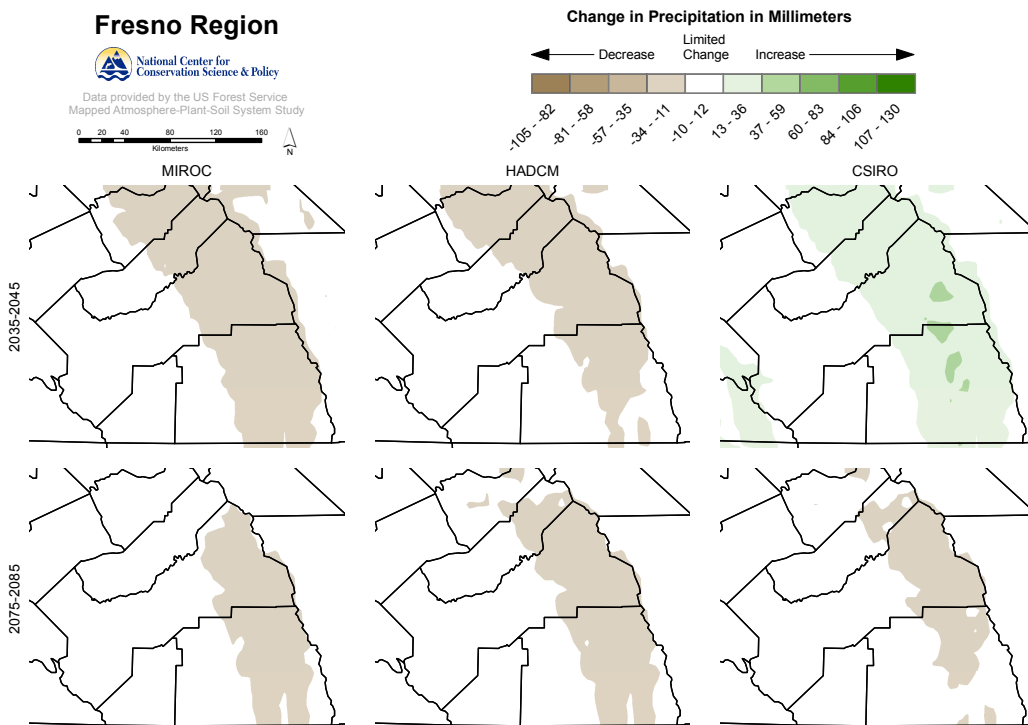 Fresno Region
National Center for
Conservation Science & Policy
Data provided by the US Forest Service
Mapped Atmosphere-Plant-Soil System Study
0 20 40 80 120 160
Kilometers
N
Change in Precipitation in Millimeters
Decrease Limited Change Increase
-105 - -82
-81 - -58
-57 - -35
-34 - -11
-10 - 12
13 - 36
37 - 59
60 - 83
84 - 106
107 - 130
MIROC HADCM CSIRO
2035-2045
2075-2085